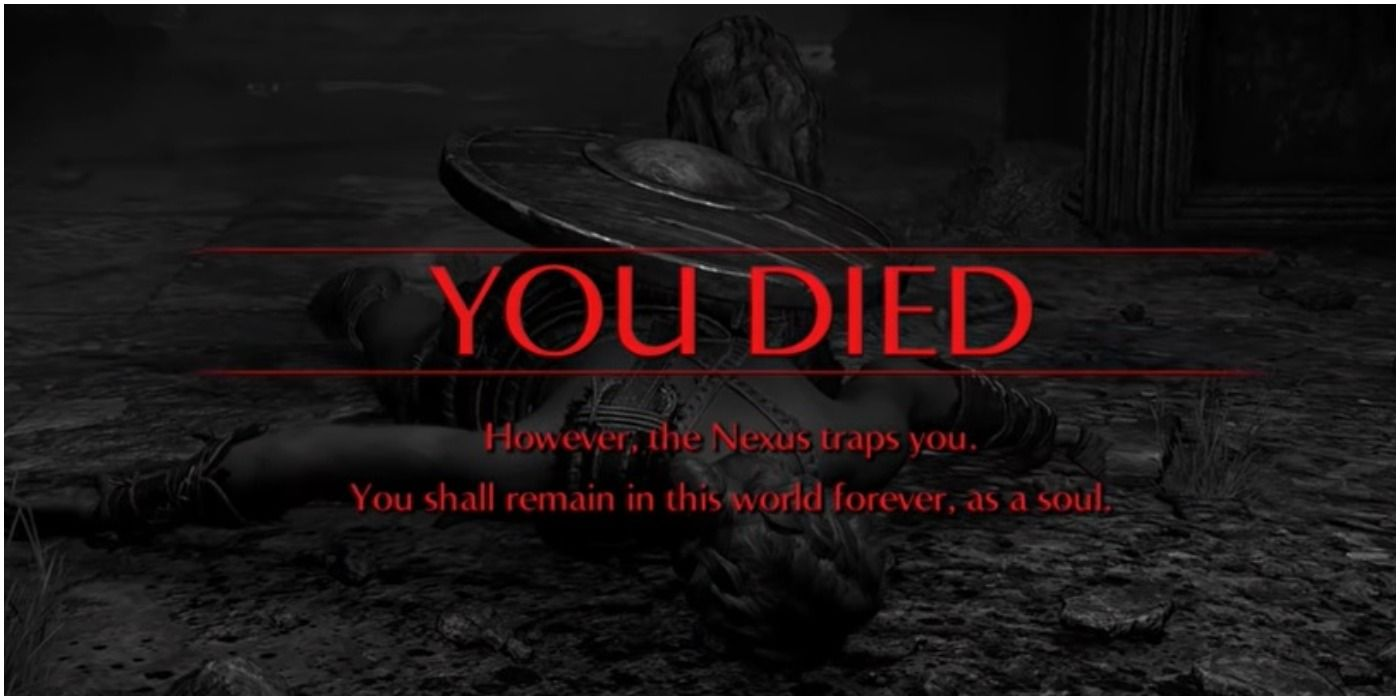 YOU DIED
However, the Nexus traps you.
You shall remain in this world forever, as a soul.